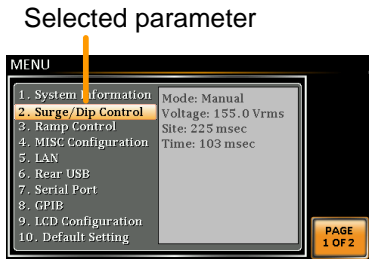 Selected parameter
MENU
1. System Information
2. Surge/Dip Control
3. Ramp Control
4. MISC Configuration
5. LAN
6. Rear USB
7. Serial Port
8. GPIB
9. LCD Configuration
10. Default Setting
Mode: Manual
Voltage: 155.0 Vrms
Site: 225 msec
Time: 103 msec
PAGE
1 OF 2